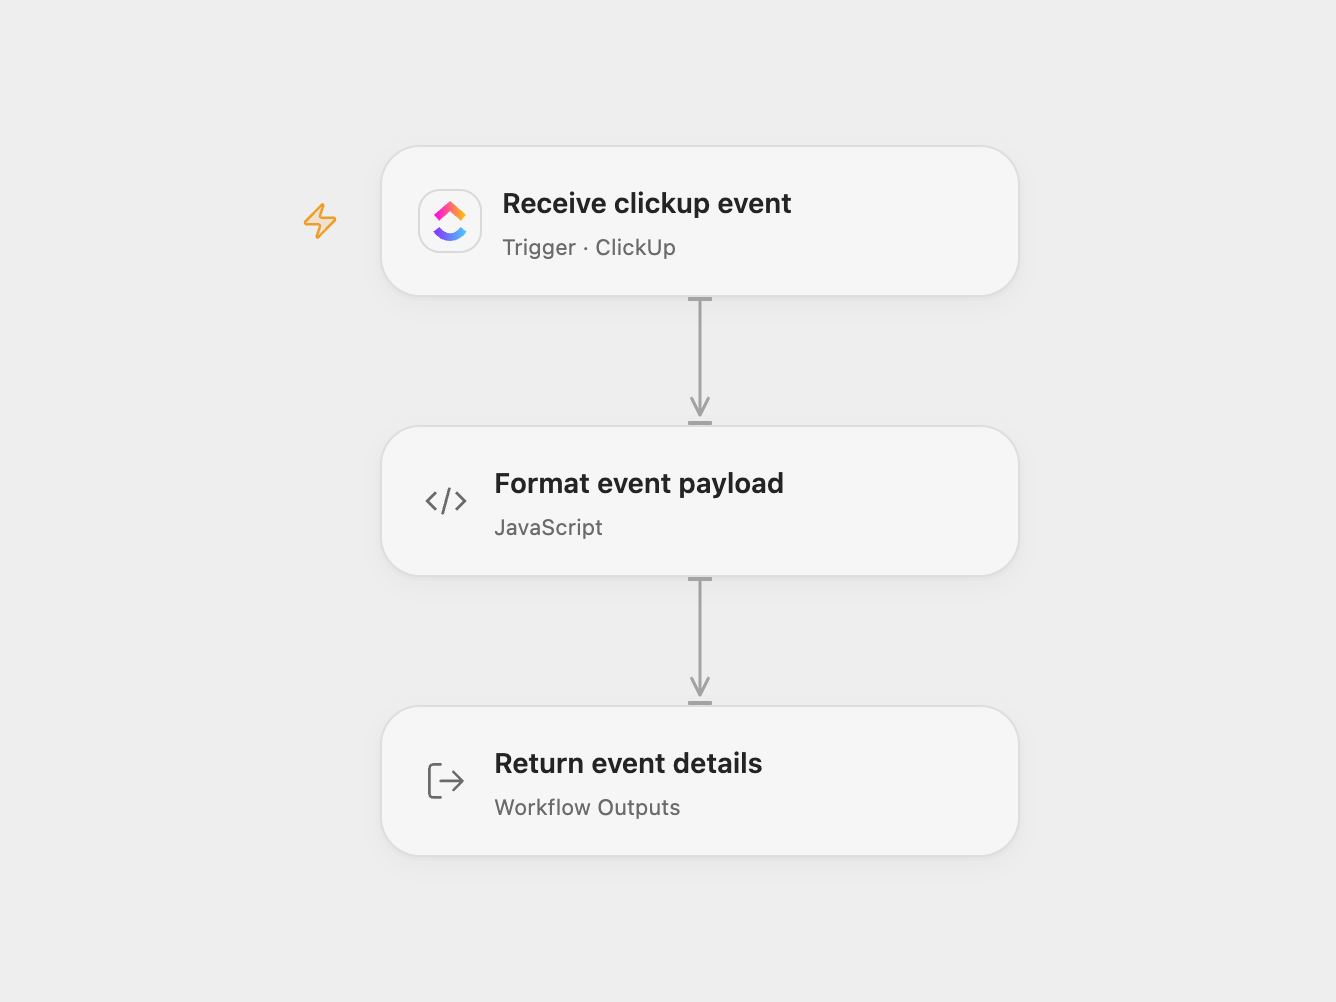 Receive clickup event
Trigger · ClickUp
Format event payload
JavaScript
Return event details
Workflow Outputs